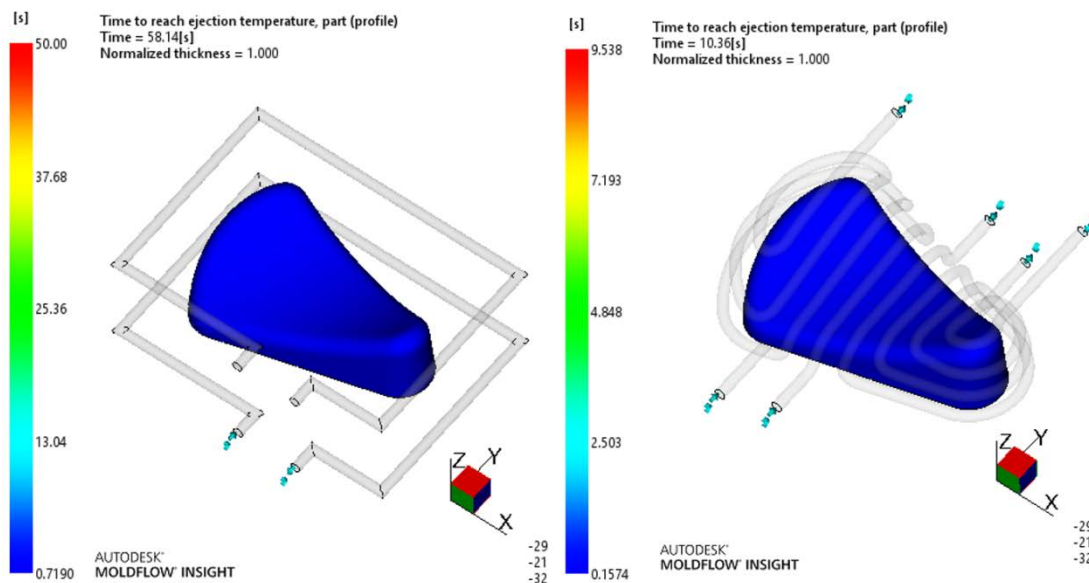 [s]
Time to reach ejection temperature, part (profile)
Time = 58.14[s]
Normalized thickness = 1.000
50.00
37.68
25.36
13.04
0.7190
Z
Y
X
-29
-21
-32
AUTODESK®
MOLDFLOW® INSIGHT
[s]
Time to reach ejection temperature, part (profile)
Time = 10.36[s]
Normalized thickness = 1.000
9.538
7.193
4.848
2.503
0.1574
Z
Y
X
-29
-21
-32
AUTODESK®
MOLDFLOW® INSIGHT